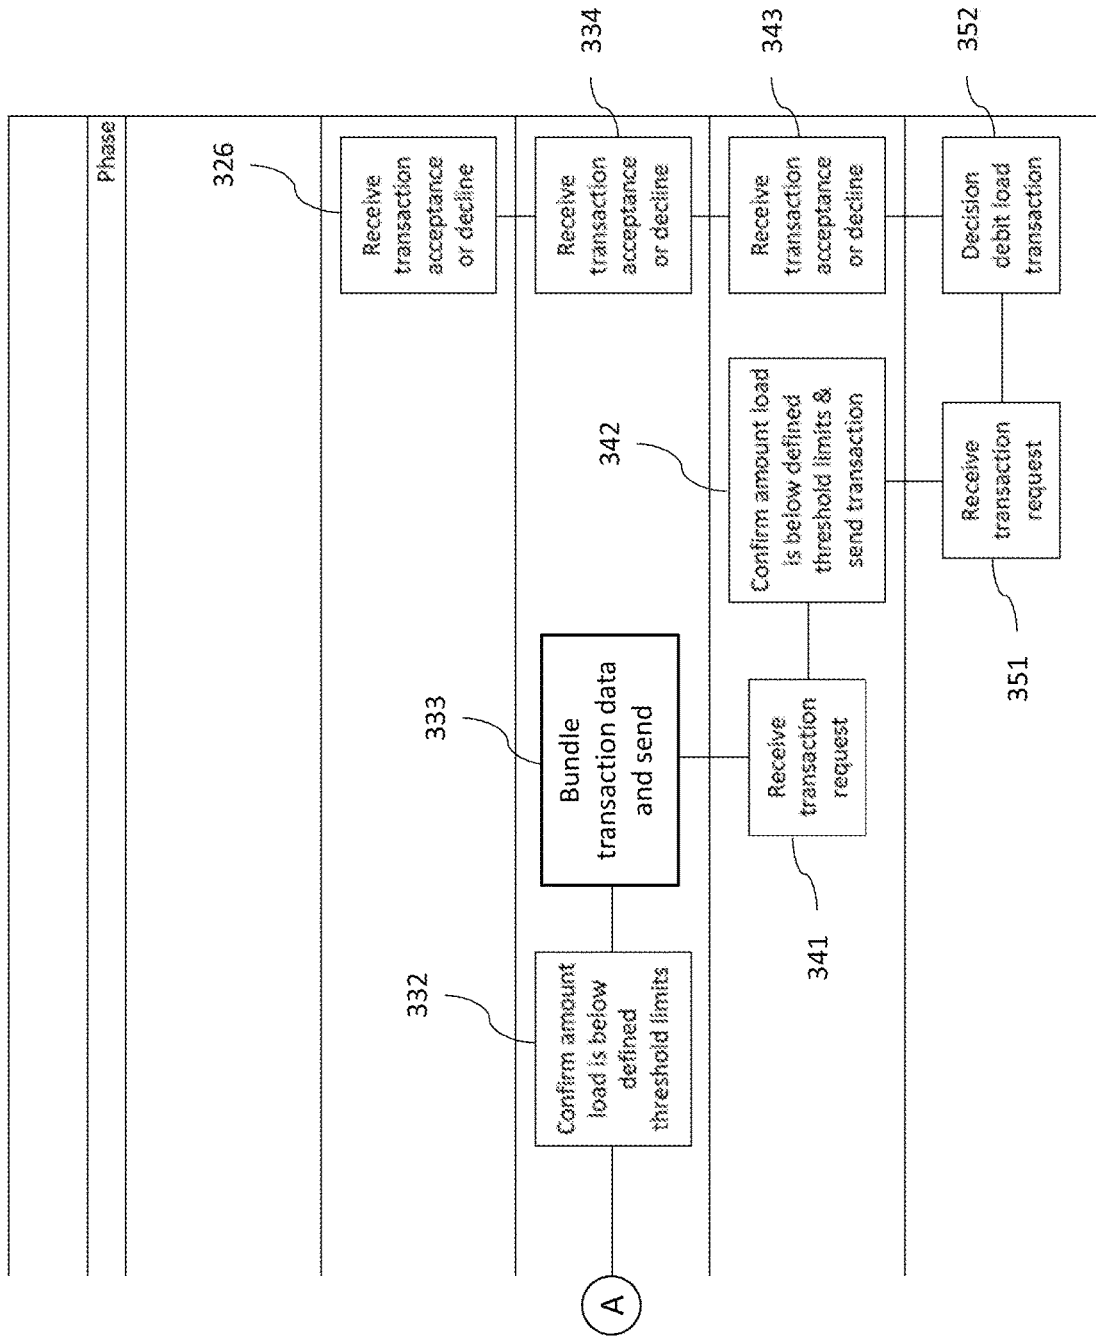 Phase
326
Receive
transaction
acceptance
or decline
A
332
Confirm amount
load is below
defined
threshold limits
333
Bundle
transaction data
and send
334
Receive
transaction
acceptance
or decline
341
Receive
transaction
request
342
Confirm amount load
is below defined
threshold limits &
send transaction
343
Receive
transaction
acceptance
or decline
351
Receive
transaction
request
352
Decision
debit load
transaction